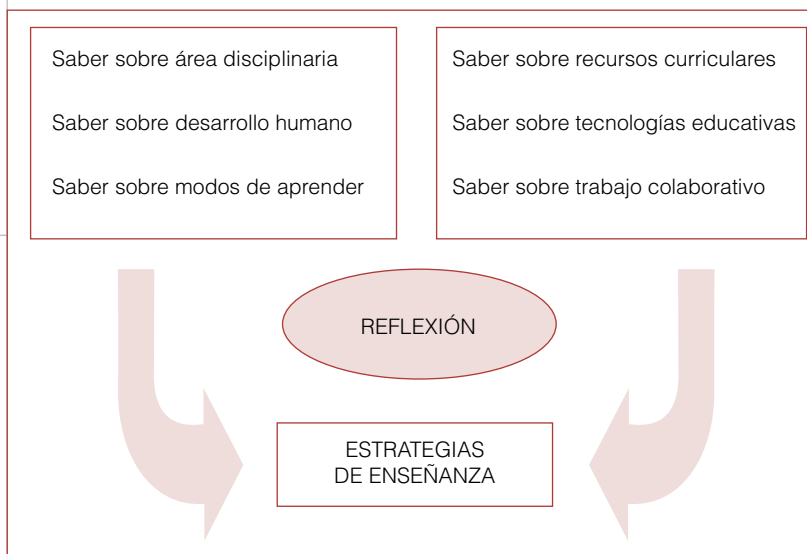 Saber sobre área disciplinaria
Saber sobre desarrollo humano
Saber sobre modos de aprender
Saber sobre recursos curriculares
Saber sobre tecnologías educativas
Saber sobre trabajo colaborativo
REFLEXIÓN
ESTRATEGIAS
DE ENSEÑANZA